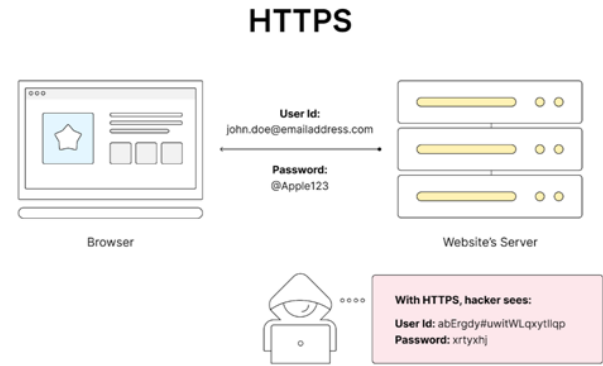 HTTPS
User Id:
john.doe@emailaddress.com
Password:
@Apple123
Browser
Website's Server
With HTTPS, hacker sees:
User Id: abErgdy#uwitWLqxytllqp
Password: xrtyxhj